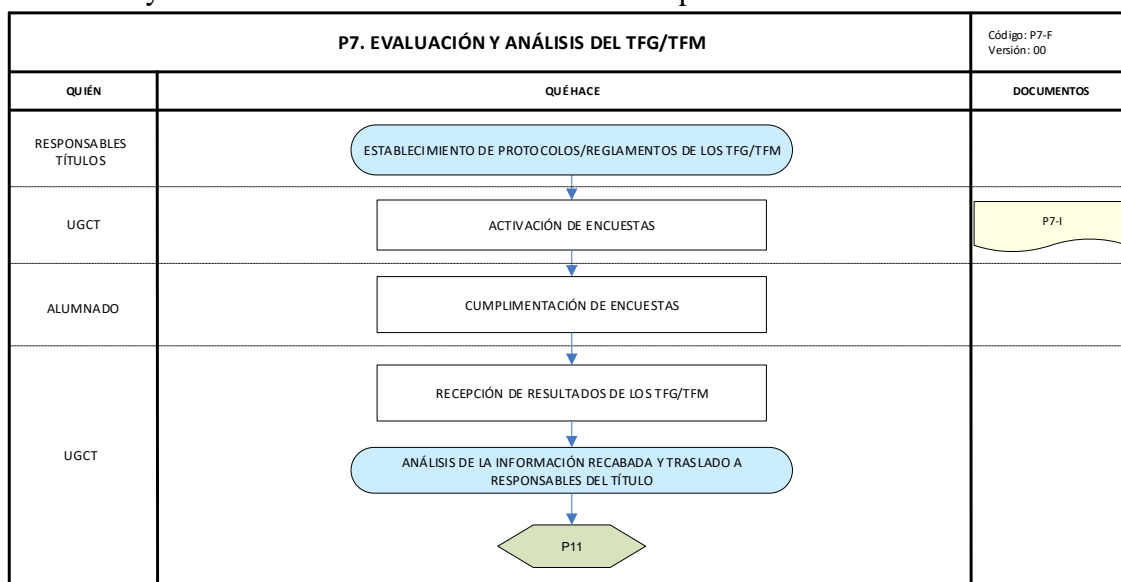 P7. EVALUACIÓN Y ANÁLISIS DEL TFG/TFM
Código: P7-F
Versión: 00
QUIÉN
QUÉ HACE
DOCUMENTOS
RESPONSABLES
TÍTULOS
ESTABLECIMIENTO DE PROTOCOLOS/REGLAMENTOS DE LOS TFG/TFM
UGCT
ACTIVACIÓN DE ENCUESTAS
P7-I
ALUMNADO
CUMPLIMENTACIÓN DE ENCUESTAS
RECEPCIÓN DE RESULTADOS DE LOS TFG/TFM
UGCT
ANÁLISIS DE LA INFORMACIÓN RECABADA Y TRASLADO A
RESPONSABLES DEL TÍTULO
P11